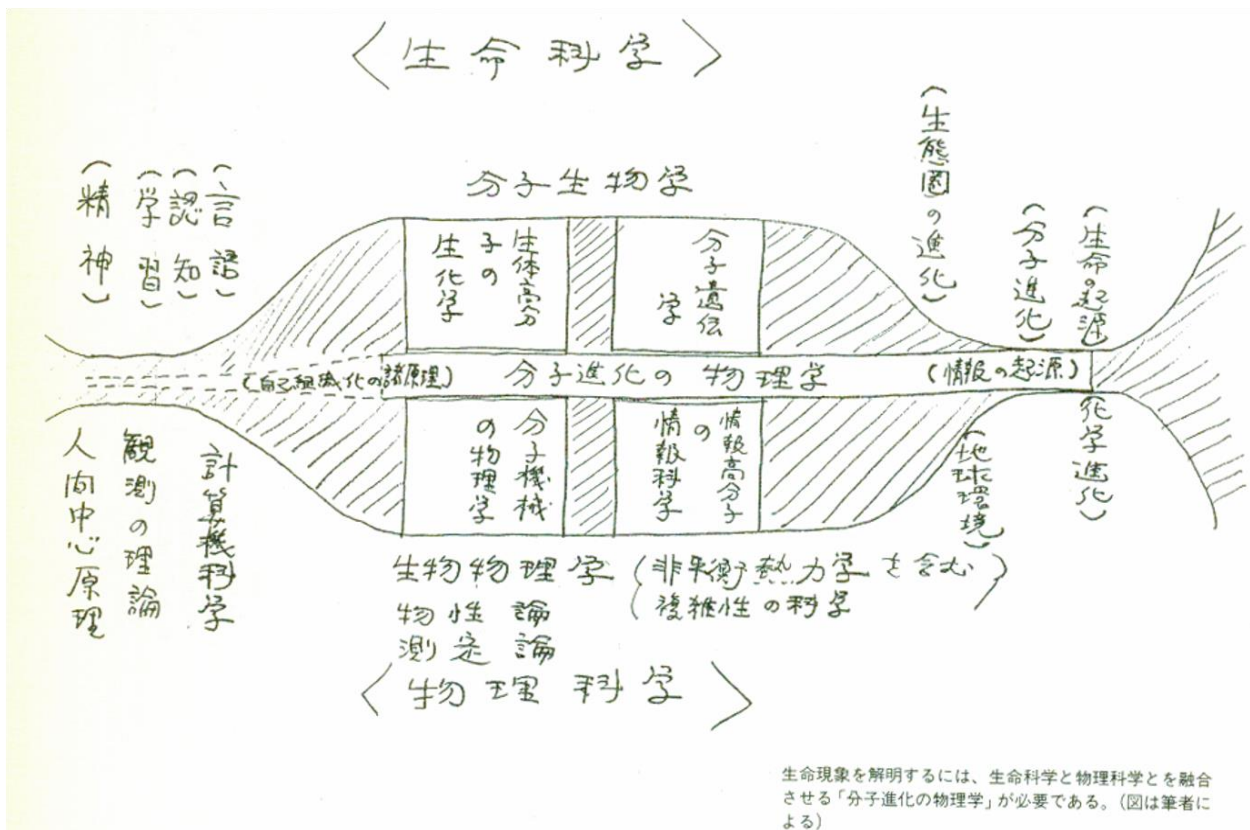 〈生命科学〉
分子生物学
(精神)
(学習)
(認知)
(言語)
生体高分
子の
生化学
分子遺伝
学
(生態圏の進化)
(分子進化)
(生命の起源)
(自己組織化の諸原理)
分子進化の物理学
(情報の起源)
人間中心原理
観測の理論
計算機科学
分子機械
の物理学
情報高分子
の
情報科学
(地球環境)
(化学進化)
生物物理学
(非平衡熱力学を含む
複雑性の科学)
物性論
測定論
〈物理科学〉
生命現象を解明するには、生命科学と物理科学とを融合
させる「分子進化の物理学」が必要である。(図は筆者に
よる)